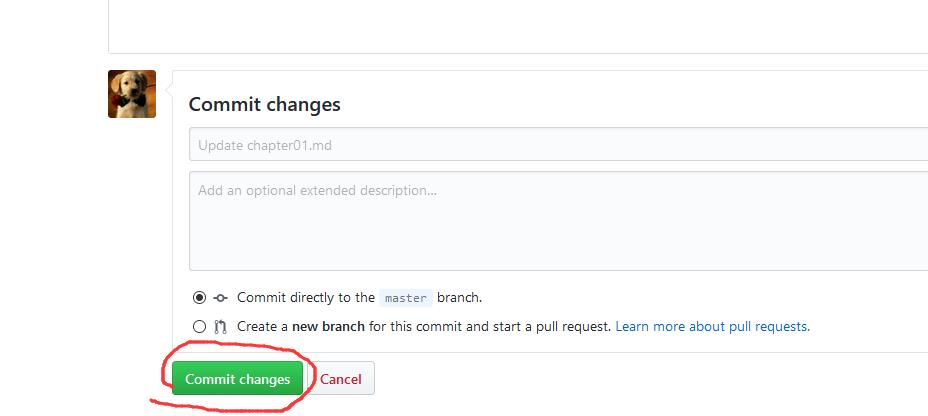 Commit changes
Update chapter01.md
Add an optional extended description...
Commit directly to the master branch.
Create a new branch for this commit and start a pull request. Learn more about pull requests.
Commit changes Cancel